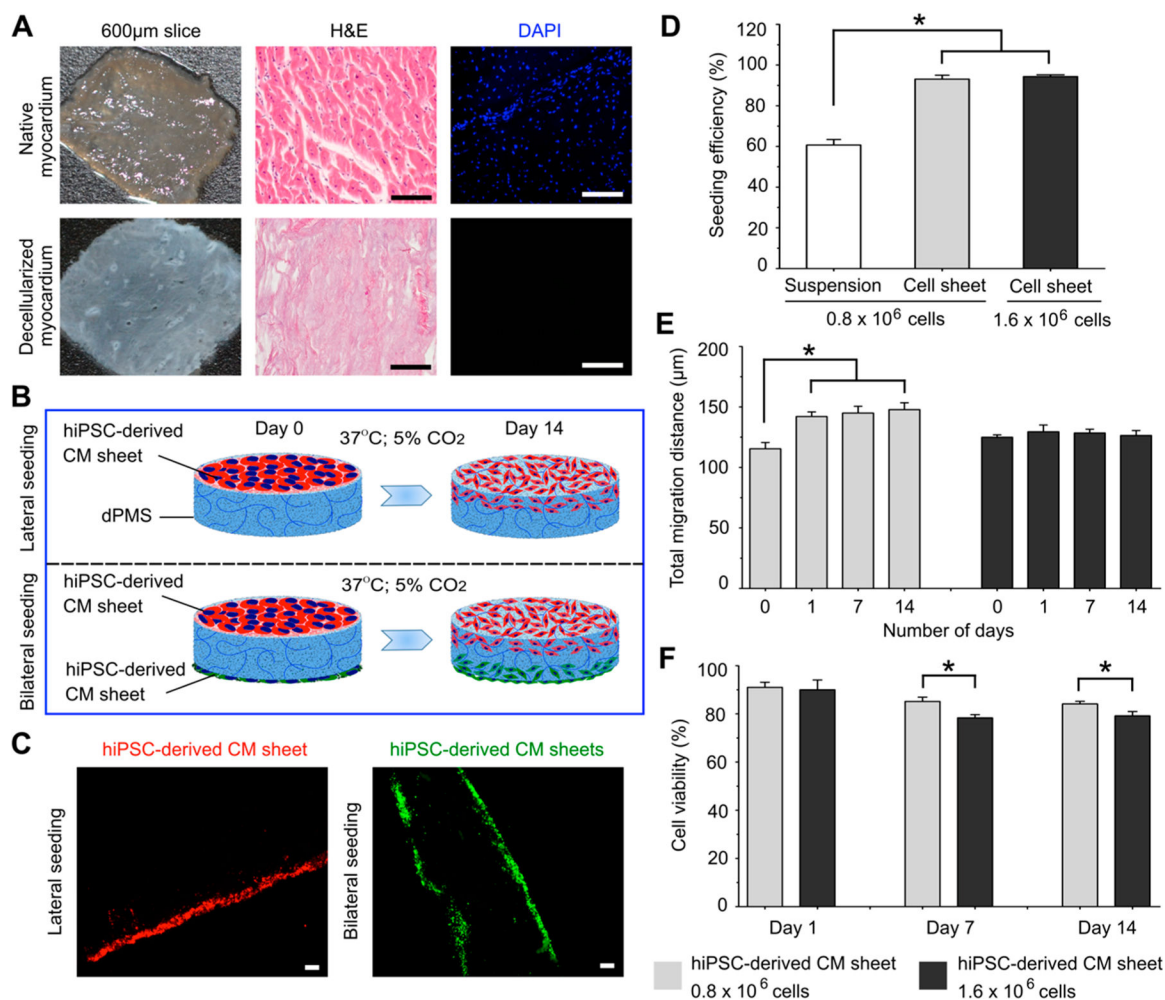 A
600µm slice
H&E
DAPI
Native
myocardium
Decellularized
myocardium
B
Lateral seeding
hiPSC-derived
CM sheet
Day 0
37°C; 5% CO2
Day 14
dPMS
Bilateral seeding
hiPSC-derived
CM sheet
37°C; 5% CO2
hiPSC-derived
CM sheet
C
hiPSC-derived CM sheet
hiPSC-derived CM sheets
Lateral seeding
Bilateral seeding
D
Seeding efficiency (%)
120
100
80
60
40
20
0
*
Suspension
Cell sheet
Cell sheet
0.8 x 10⁶ cells
1.6 x 10⁶ cells
E
Total migration distance (µm)
200
150
100
50
0
*
0 1 7 14 0 1 7 14
Number of days
F
Cell viability (%)
100
80
60
40
20
0
*
*
Day 1
Day 7
Day 14
hiPSC-derived CM sheet
0.8 x 10⁶ cells
hiPSC-derived CM sheet
1.6 x 10⁶ cells